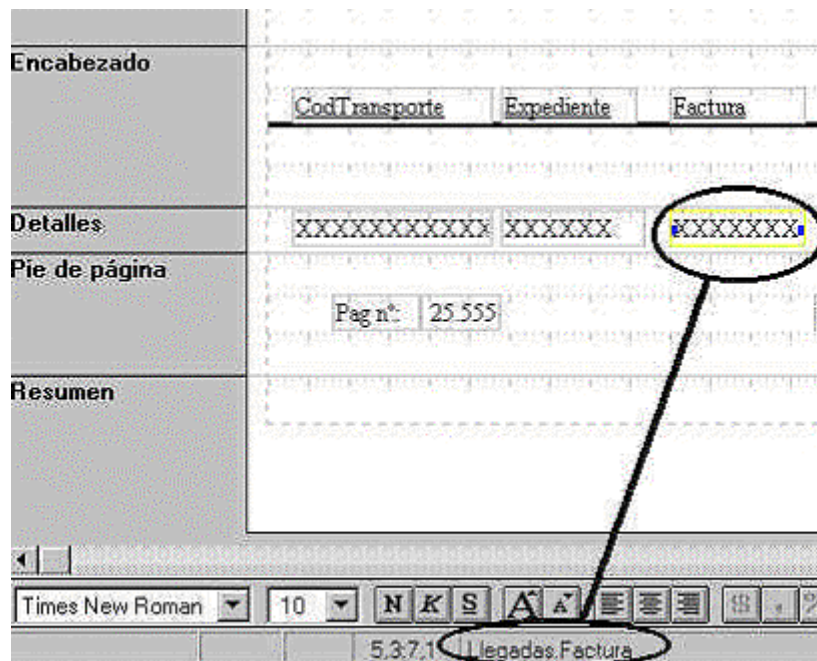 Encabezado
CodTransporte Expediente Factura
Detalles XXXXXXXXXXX XXXXXX XXXXXXX
Pie de página
Pag nº: 25.555
Resumen
Times New Roman 10 N K S A A
5,3:7,1 Llegadas.Factura